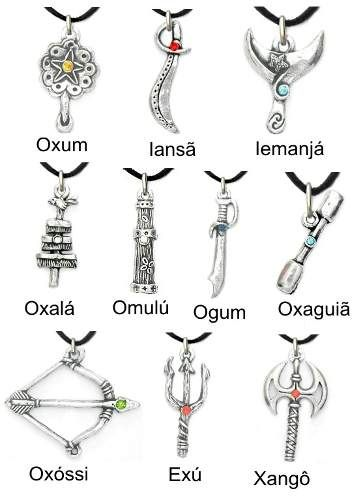 Oxum Iansã Iemanjá
Oxalá Omulú Ogum Oxaguiã
Oxóssi Exú Xangô